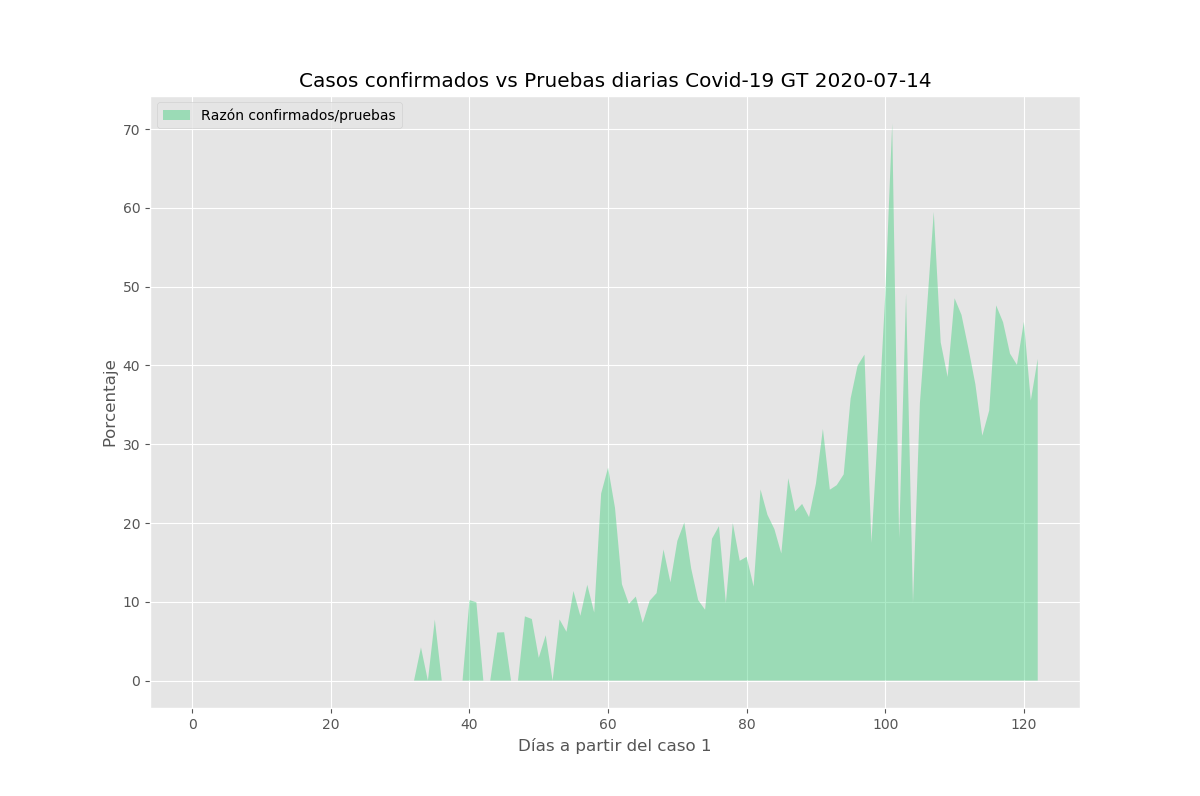 Casos confirmados vs Pruebas diarias Covid-19 GT 2020-07-14
Razón confirmados/pruebas
70
60
50
40
30
20
10
0
Porcentaje
0 20 40 60 80 100 120
Días a partir del caso 1